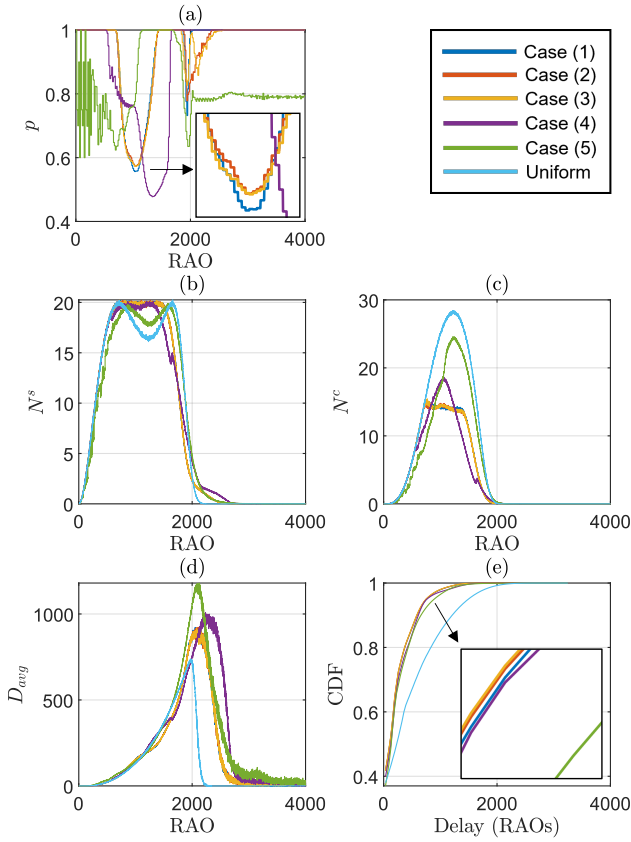 (a)
1
0.8
0.6
0.4
p
0
2000
4000
RAO
Case (1)
Case (2)
Case (3)
Case (4)
Case (5)
Uniform
(b)
20
15
10
5
0
N^s
0
2000
4000
RAO
(c)
30
20
10
0
N^c
0
2000
4000
RAO
(d)
1000
500
0
D_avg
0
2000
4000
RAO
(e)
1
0.8
0.6
0.4
CDF
0
2000
4000
Delay (RAOs)